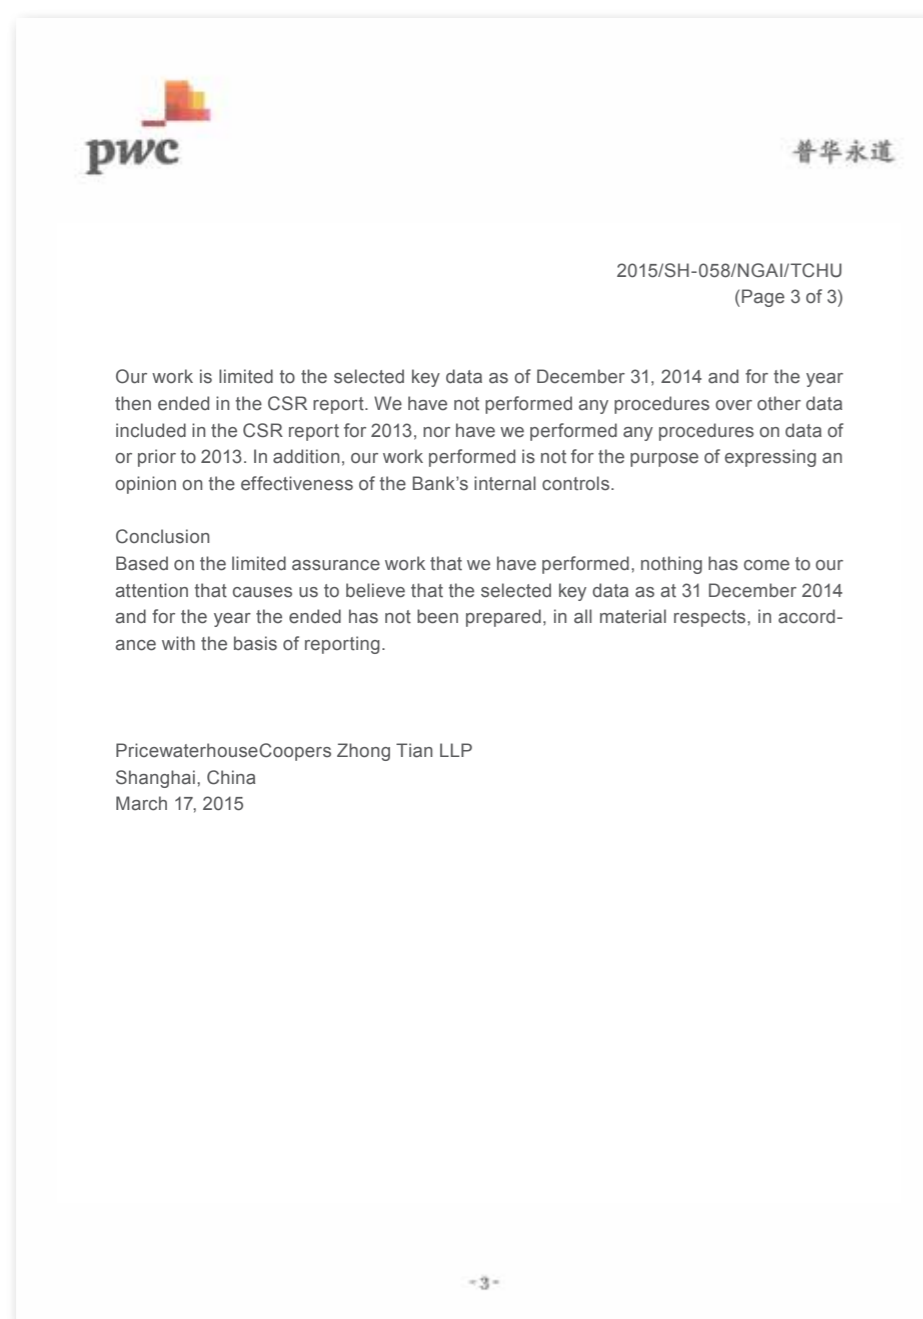 pwc
普华永道
2015/SH-058/NGAI/TCHU
(Page 3 of 3)
Our work is limited to the selected key data as of December 31, 2014 and for the year
then ended in the CSR report. We have not performed any procedures over other data
included in the CSR report for 2013, nor have we performed any procedures on data of
or prior to 2013. In addition, our work performed is not for the purpose of expressing an
opinion on the effectiveness of the Bank's internal controls.
Conclusion
Based on the limited assurance work that we have performed, nothing has come to our
attention that causes us to believe that the selected key data as at 31 December 2014
and for the year the ended has not been prepared, in all material respects, in accord-
ance with the basis of reporting.
PricewaterhouseCoopers Zhong Tian LLP
Shanghai, China
March 17, 2015
-3-